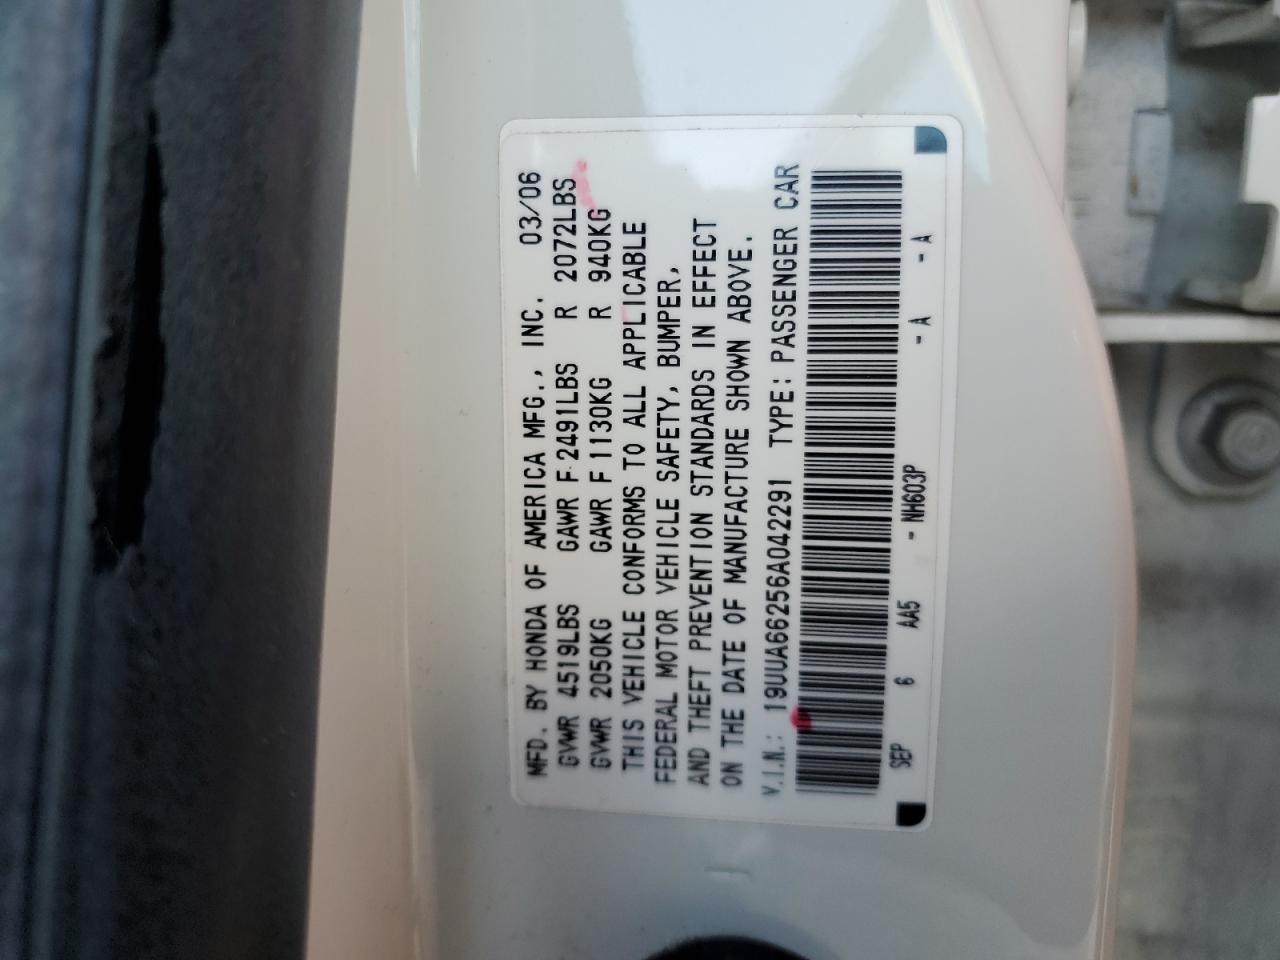 MFD. BY HONDA OF AMERICA MFG., INC. 03/06
GVWR 4519LBS GAWR F 2491LBS R 2072LBS
GVWR 2050KG GAWR F 1130KG R 940KG
THIS VEHICLE CONFORMS TO ALL APPLICABLE
FEDERAL MOTOR VEHICLE SAFETY, BUMPER,
AND THEFT PREVENTION STANDARDS IN EFFECT
ON THE DATE OF MANUFACTURE SHOWN ABOVE.
V.I.N.: 19UUA66256A042291 TYPE: PASSENGER CAR
SEP 6 AA5 - NH603P - A - A